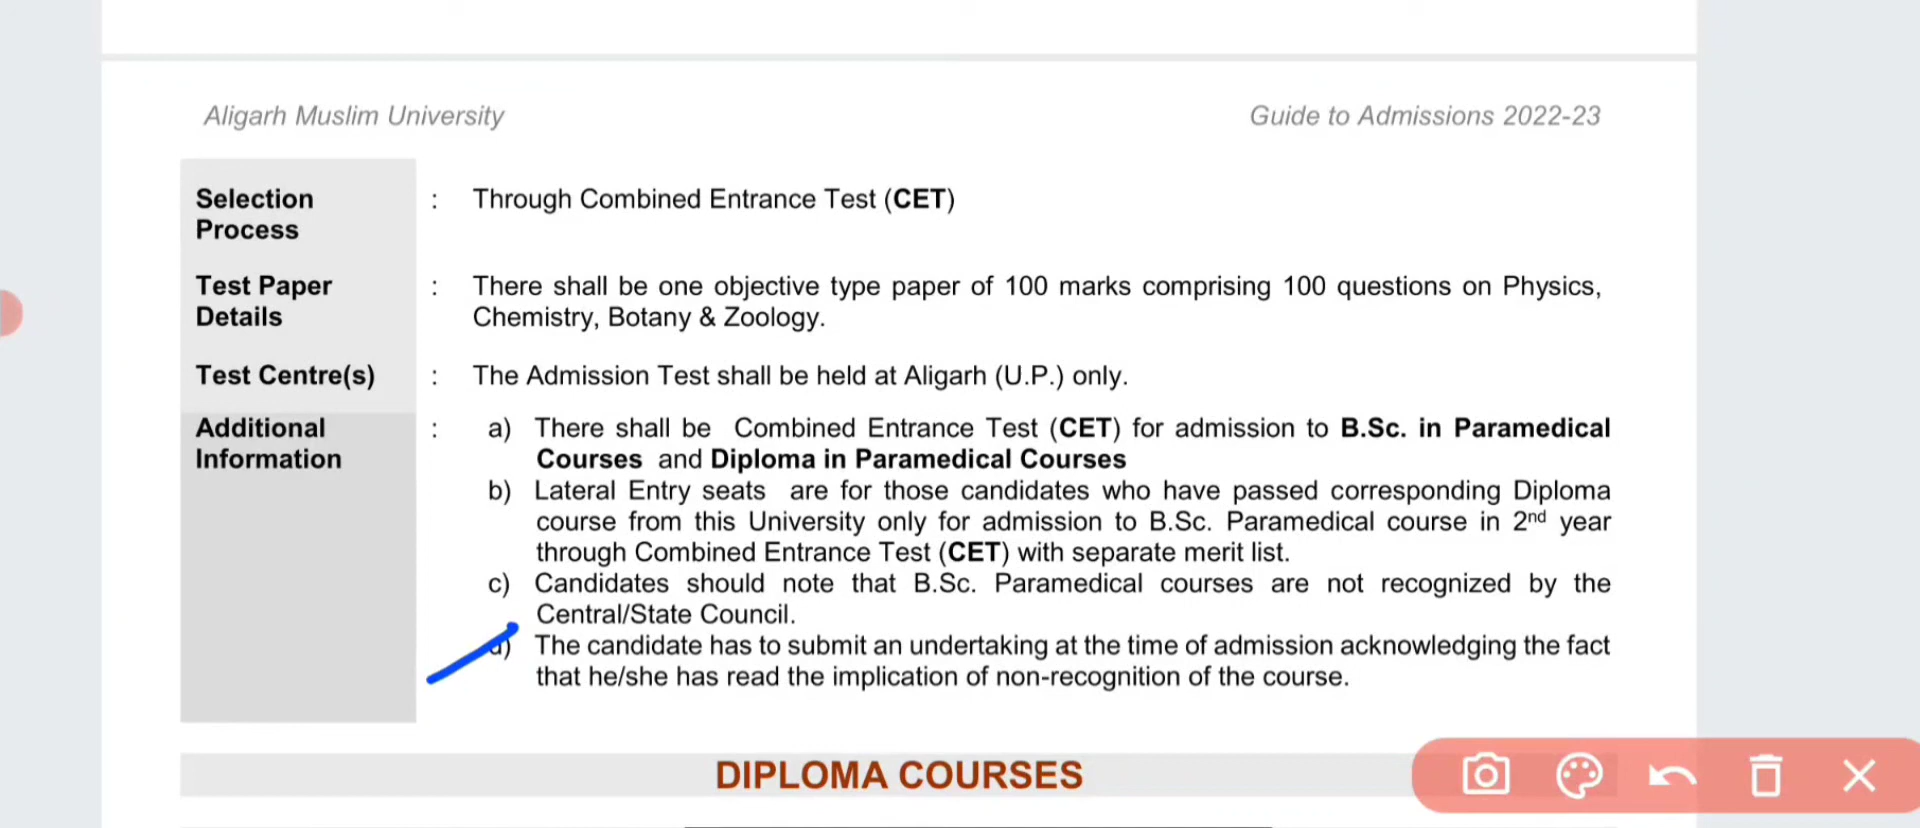 Aligarh Muslim University
Guide to Admissions 2022-23
Selection Process : Through Combined Entrance Test (CET)
Test Paper Details : There shall be one objective type paper of 100 marks comprising 100 questions on Physics,
Chemistry, Botany & Zoology.
Test Centre(s) : The Admission Test shall be held at Aligarh (U.P.) only.
Additional Information : a) There shall be Combined Entrance Test (CET) for admission to B.Sc. in Paramedical
Courses and Diploma in Paramedical Courses
b) Lateral Entry seats are for those candidates who have passed corresponding Diploma
course from this University only for admission to B.Sc. Paramedical course in 2nd year
through Combined Entrance Test (CET) with separate merit list.
c) Candidates should note that B.Sc. Paramedical courses are not recognized by the
Central/State Council.
d) The candidate has to submit an undertaking at the time of admission acknowledging the fact
that he/she has read the implication of non-recognition of the course.
DIPLOMA COURSES